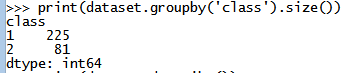 >>> print(dataset.groupby('class').size())
class
1    225
2     81
dtype: int64